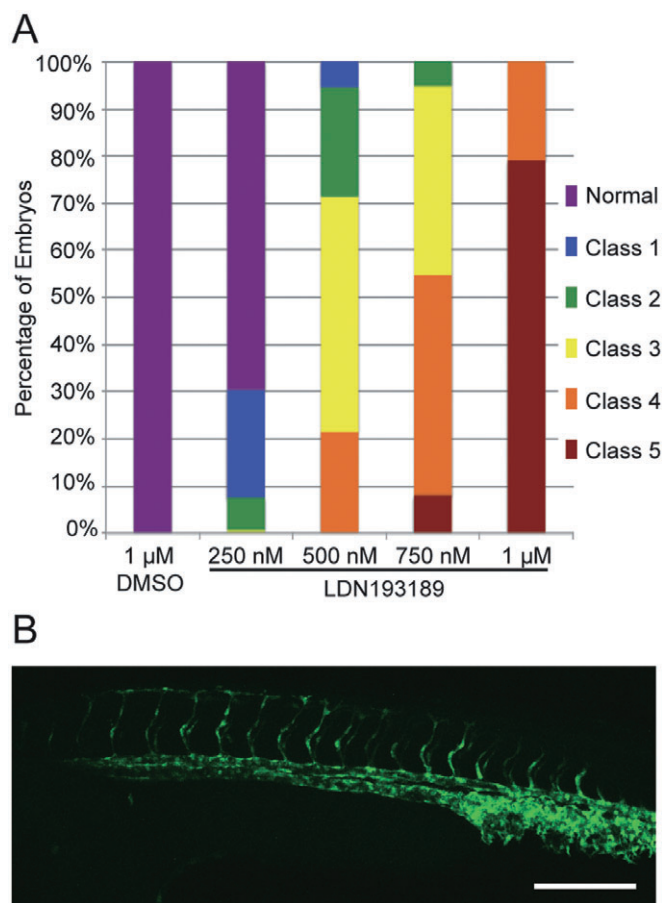 A
Percentage of Embryos
100%
90%
80%
70%
60%
50%
40%
30%
20%
10%
0%
Normal
Class 1
Class 2
Class 3
Class 4
Class 5
1 µM 250 nM 500 nM 750 nM 1 µM
DMSO
LDN193189
B